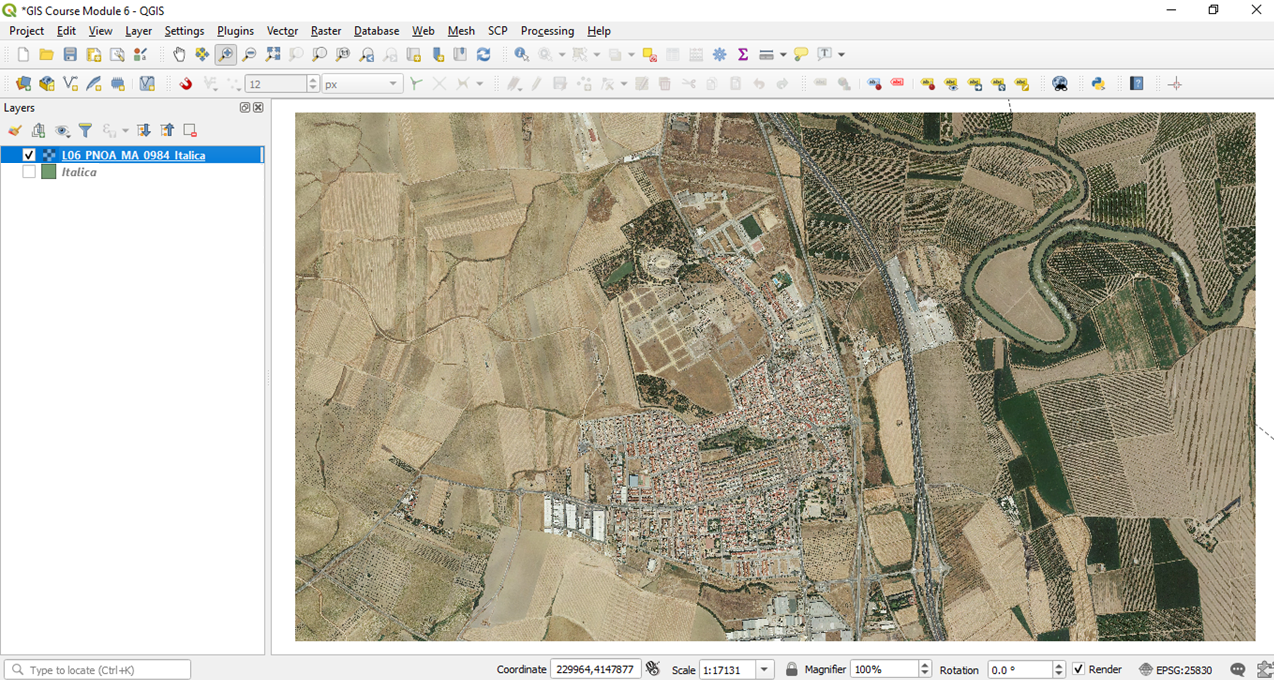 *GIS Course Module 6 - QGIS
Project Edit View Layer Settings Plugins Vector Raster Database Web Mesh SCP Processing Help
12 px
Layers
L06_PNOA_MA_0984_Italica
Italica
Type to locate (Ctrl+K) Coordinate 229964,4147877 Scale 1:17131 Magnifier 100% Rotation 0.0 ° Render EPSG:25830